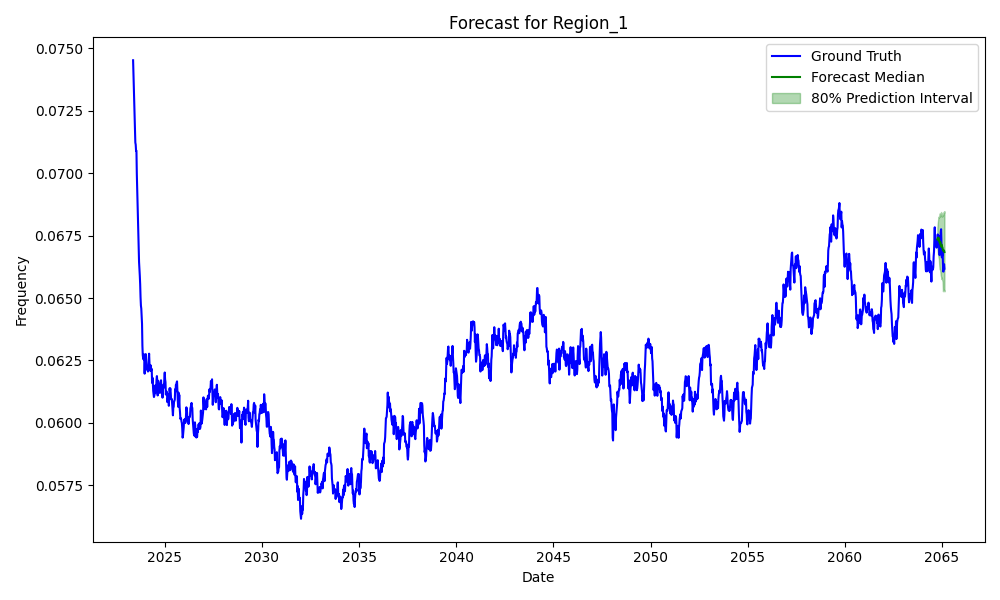 Forecast for Region_1
Ground Truth
Forecast Median
80% Prediction Interval
0.0750
0.0725
0.0700
0.0675
0.0650
0.0625
0.0600
0.0575
Frequency
2025 2030 2035 2040 2045 2050 2055 2060 2065
Date